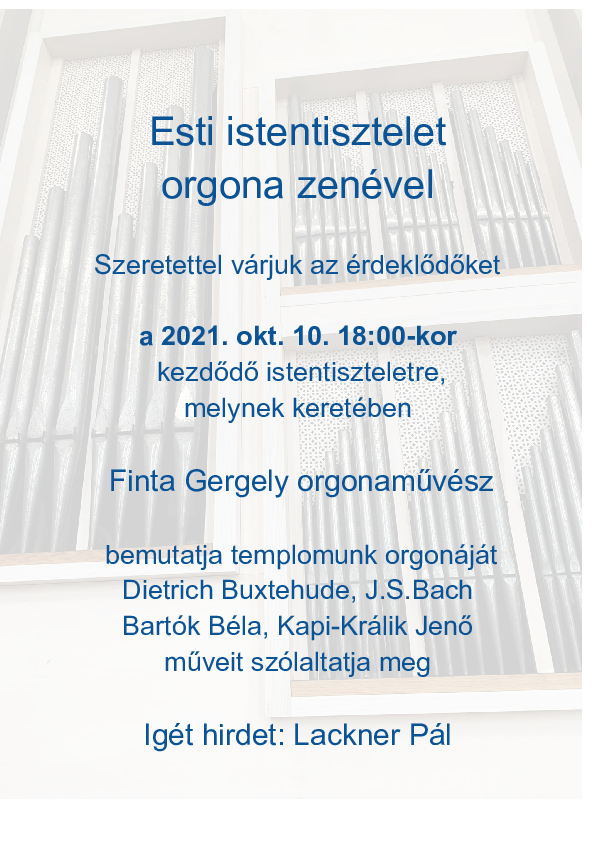 Esti istentisztelet
orgona zenével
Szeretettel várjuk az érdeklődőket
a 2021. okt. 10. 18:00-kor
kezdődő istentiszteletre,
melynek keretében
Finta Gergely orgonaművész
bemutatja templomunk orgonáját
Dietrich Buxtehude, J.S.Bach
Bartók Béla, Kapi-Králik Jenő
műveit szólaltatja meg
Igét hirdet: Lackner Pál